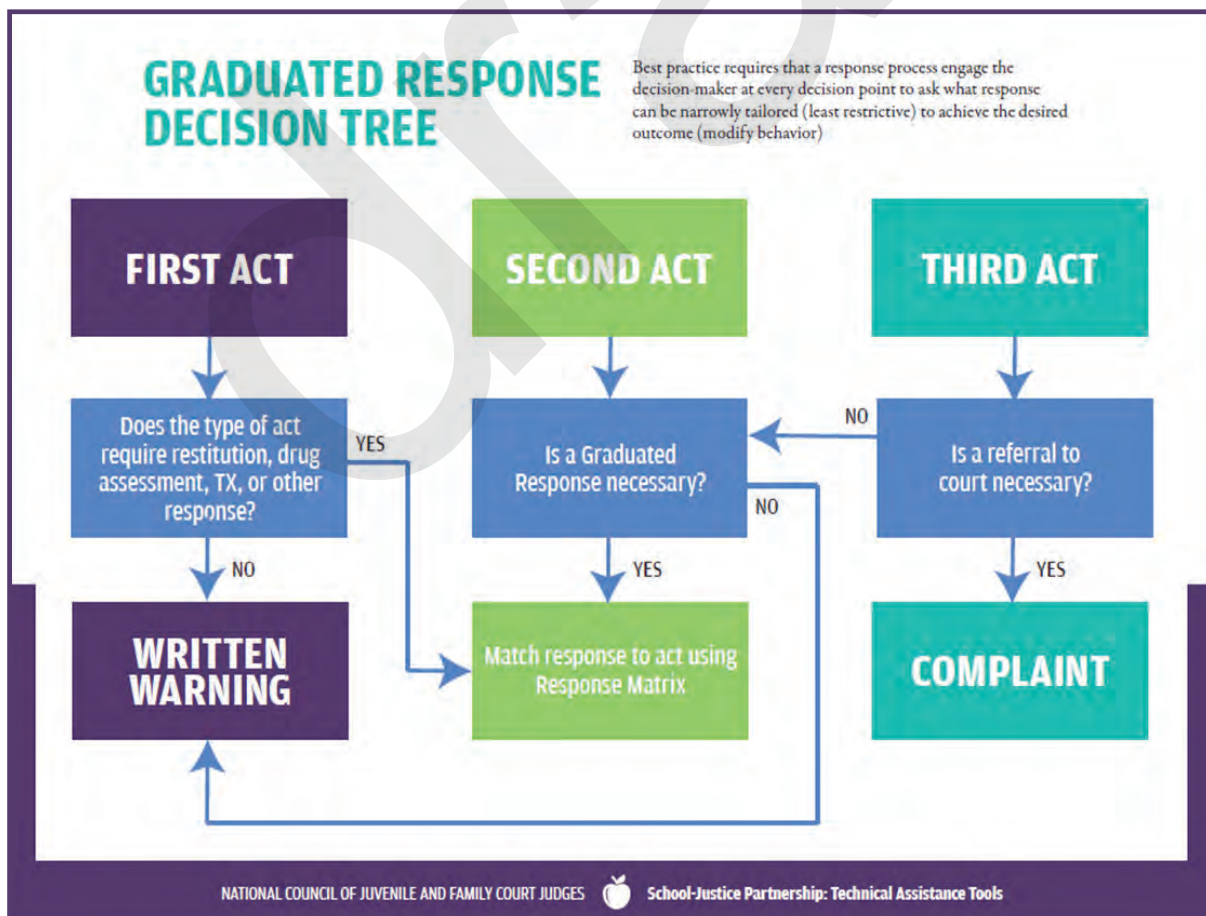 GRADUATED RESPONSE
DECISION TREE
Best practice requires that a response process engage the
decision-maker at every decision point to ask what response
can be narrowly tailored (least restrictive) to achieve the desired
outcome (modify behavior)
FIRST ACT
SECOND ACT
THIRD ACT
Does the type of act
require restitution, drug
assessment, TX, or other
response?
YES
Is a Graduated
Response necessary?
NO
NO
Is a referral to
court necessary?
NO
YES
YES
WRITTEN
WARNING
Match response to act using
Response Matrix
COMPLAINT
NATIONAL COUNCIL OF JUVENILE AND FAMILY COURT JUDGES
School-Justice Partnership: Technical Assistance Tools